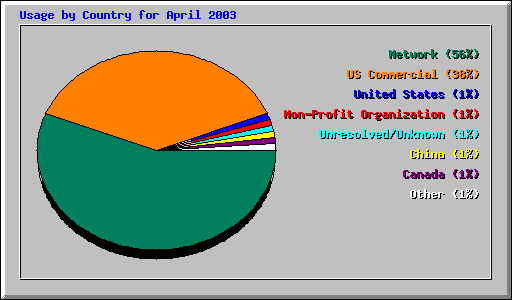 Usage by Country for April 2003
Network (56%)
US Commercial (38%)
United States (1%)
Non-Profit Organization (1%)
Unresolved/Unknown (1%)
China (1%)
Canada (1%)
Other (1%)